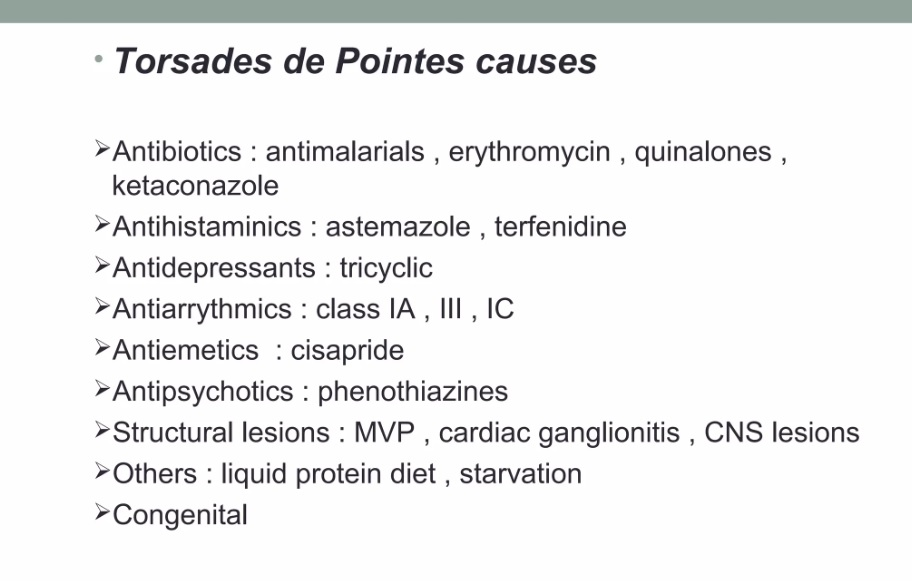 • Torsades de Pointes causes
➢Antibiotics : antimalarials , erythromycin , quinalones ,
ketaconazole
➢Antihistaminics : astemazole , terfenidine
➢Antidepressants : tricyclic
➢Antiarrythmics : class IA , III , IC
➢Antiemetics  : cisapride
➢Antipsychotics : phenothiazines
➢Structural lesions : MVP , cardiac ganglionitis , CNS lesions
➢Others : liquid protein diet , starvation
➢Congenital